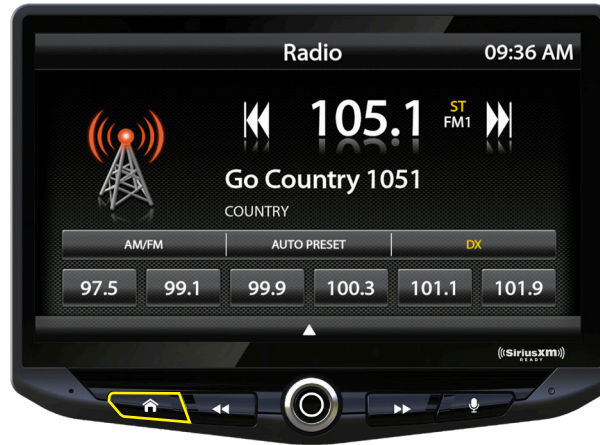 Radio 09:36 AM
105.1 ST
FM1
Go Country 1051
COUNTRY
AM/FM AUTO PRESET DX
97.5 99.1 99.9 100.3 101.1 101.9
((SiriusXM))
READY